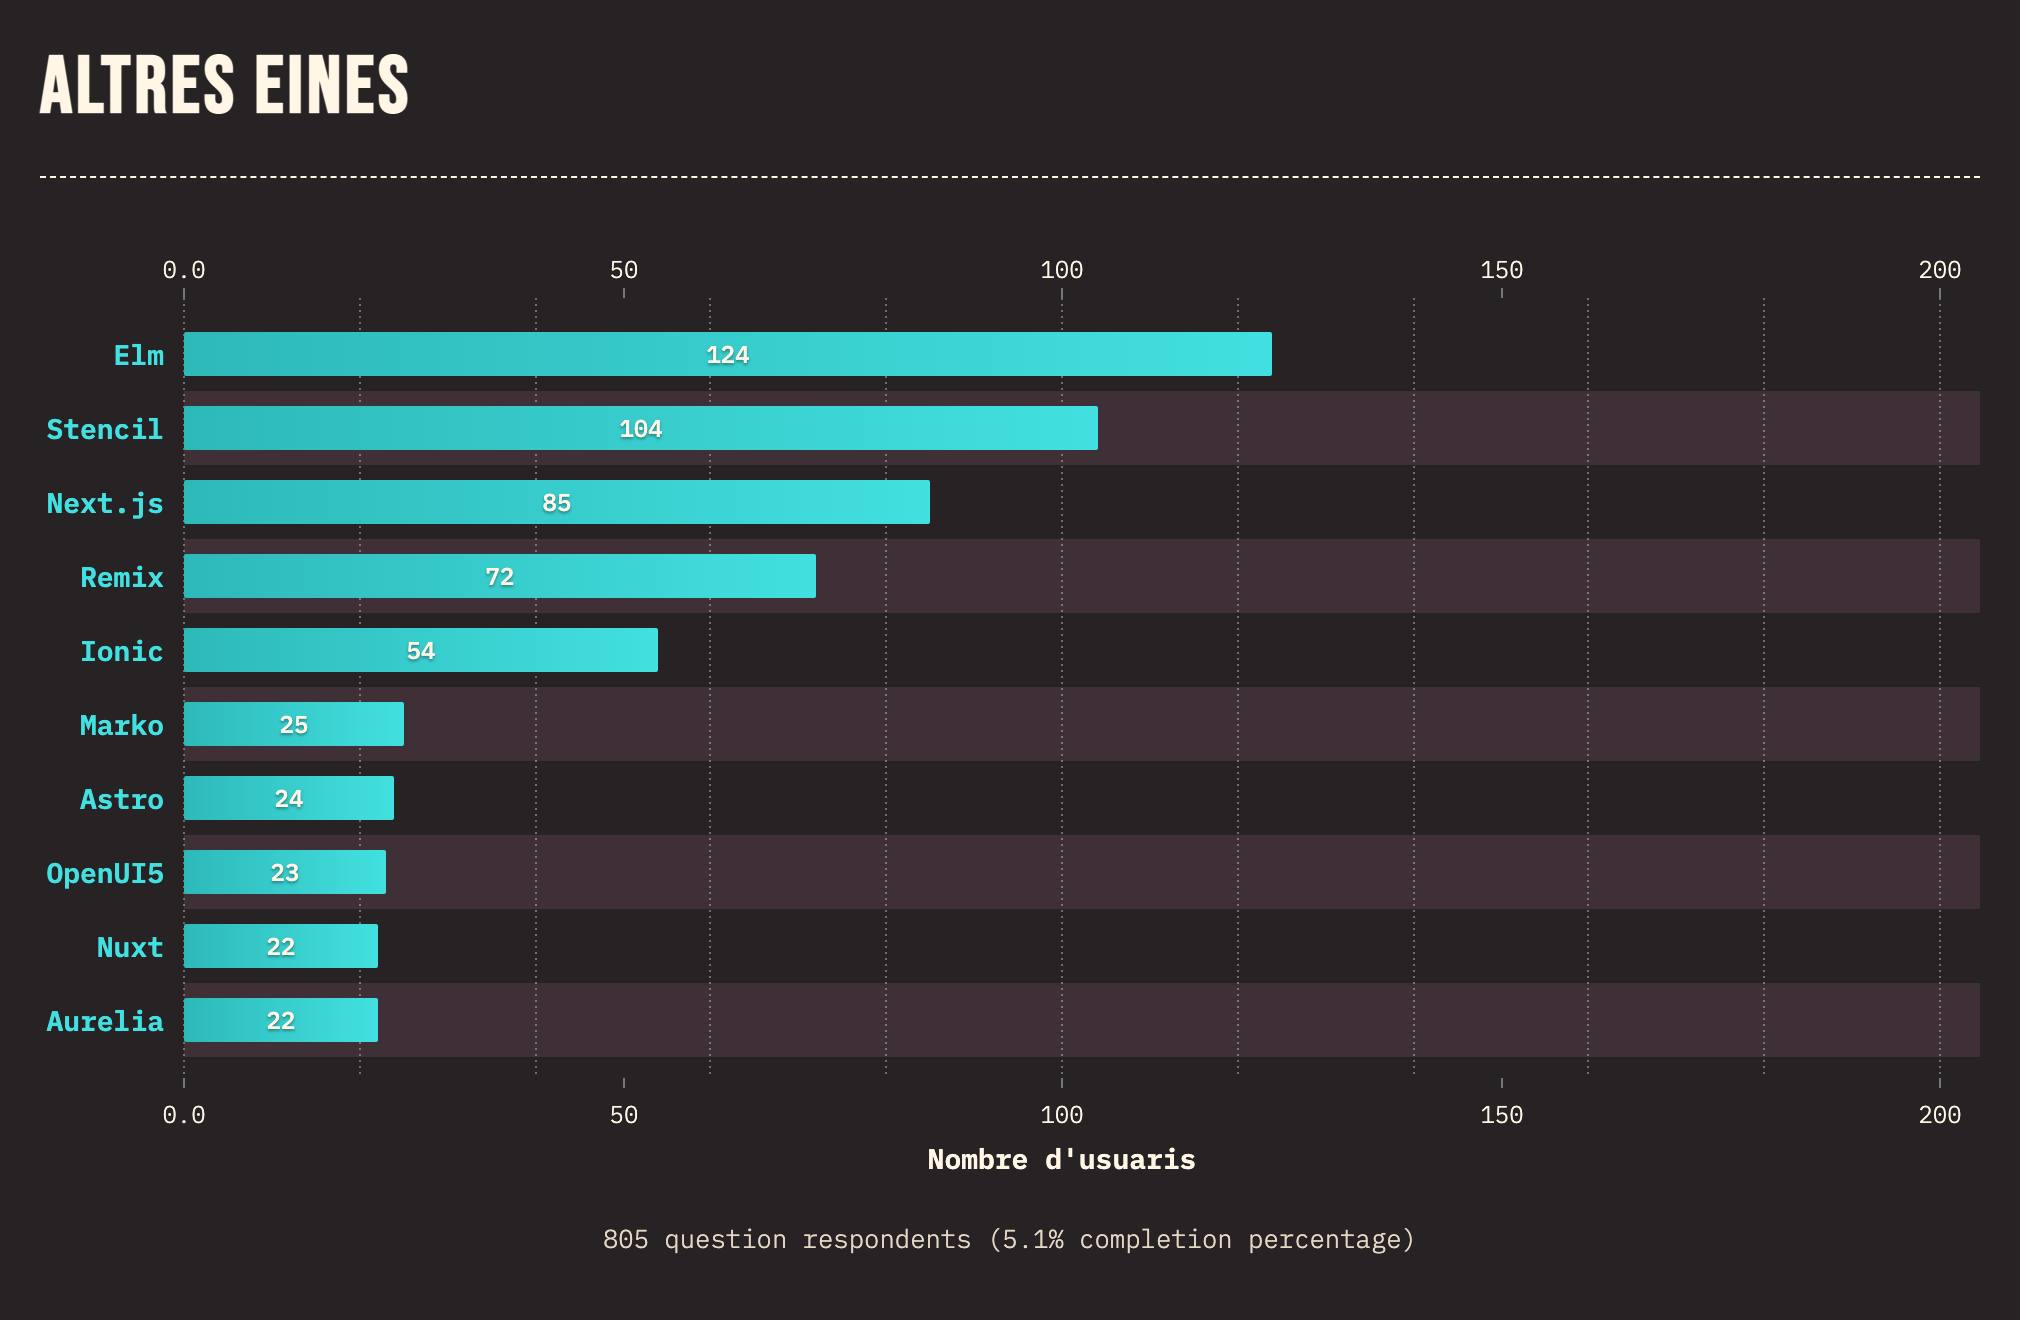 ALTRES EINES
0.0 50 100 150 200
Elm 124
Stencil 104
Next.js 85
Remix 72
Ionic 54
Marko 25
Astro 24
OpenUI5 23
Nuxt 22
Aurelia 22
0.0 50 100 150 200
Nombre d'usuaris
805 question respondents (5.1% completion percentage)